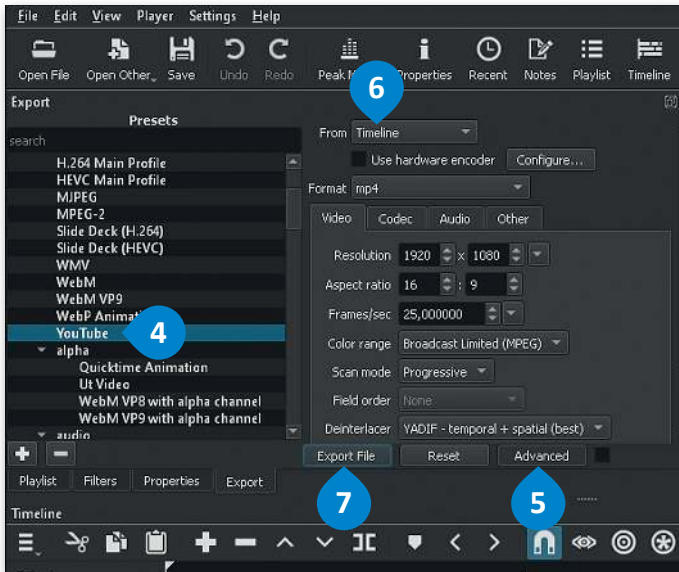 File Edit View Player Settings Help
Open File Open Other Save Undo Redo Peak Properties Recent Notes Playlist Timeline
6
Export
Presets
search
H.264 Main Profile
HEVC Main Profile
MJPEG
MPEG-2
Slide Deck (H.264)
Slide Deck (HEVC)
WMV
WebM
WebM VP9
WebP
YouTube
4
alpha
Quicktime Animation
Ut Video
WebM VP8 with alpha channel
WebM VP9 with alpha channel
audio
From Timeline
Use hardware encoder Configure...
Format mp4
Video Codec Audio Other
Resolution 1920 x 1080
Aspect ratio 16 : 9
Frames/sec 25,000000
Color range Broadcast Limited (MPEG)
Scan mode Progressive
Field order None
Deinterlacer YADIF - temporal + spatial (best)
Export File Reset Advanced
7 5
Playlist Filters Properties Export
Timeline